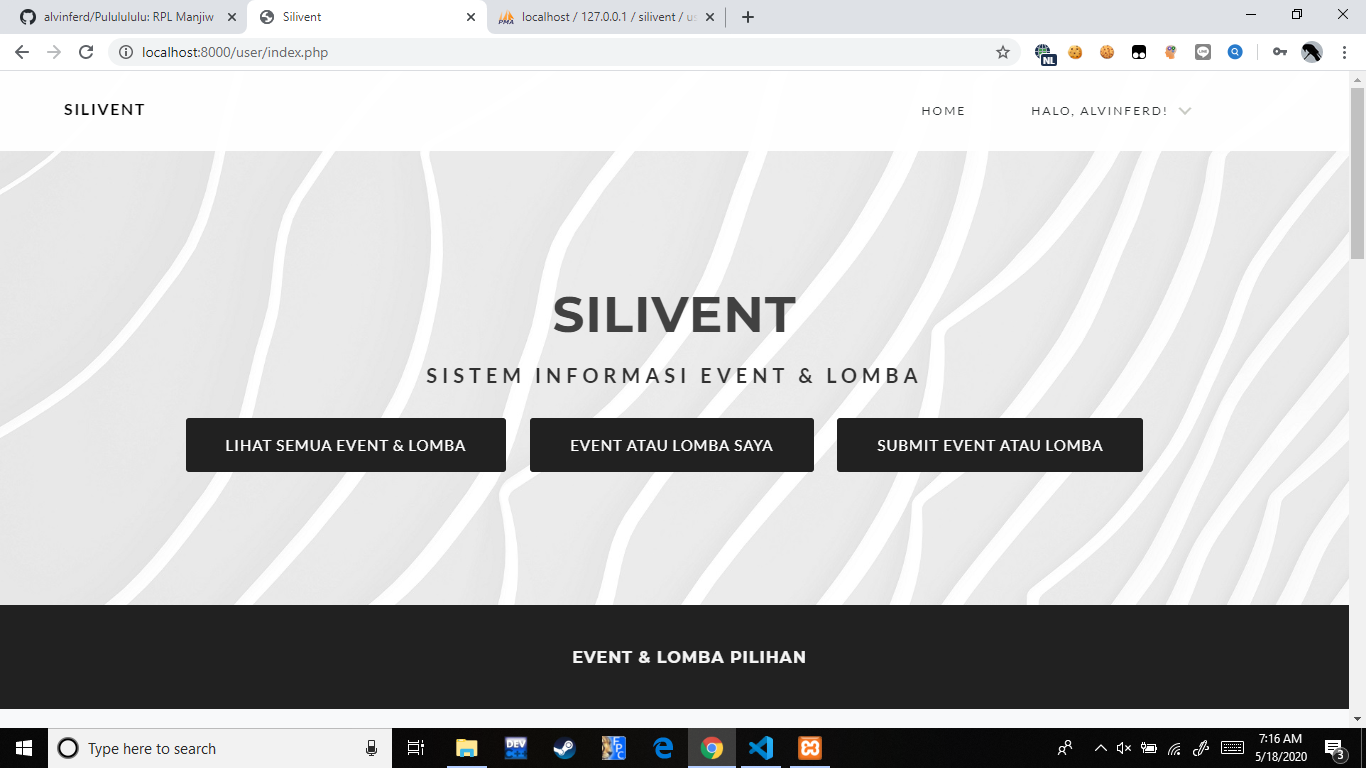 alvinferd/Pulululu: RPL Manjiw
Silivent
localhost / 127.0.0.1 / silivent / us
localhost:8000/user/index.php
NL
SILIVENT
HOME
HALO, ALVINFERD!
SILIVENT
SISTEM INFORMASI EVENT & LOMBA
LIHAT SEMUA EVENT & LOMBA
EVENT ATAU LOMBA SAYA
SUBMIT EVENT ATAU LOMBA
EVENT & LOMBA PILIHAN
Type here to search
DEV
7:16 AM
5/18/2020
3